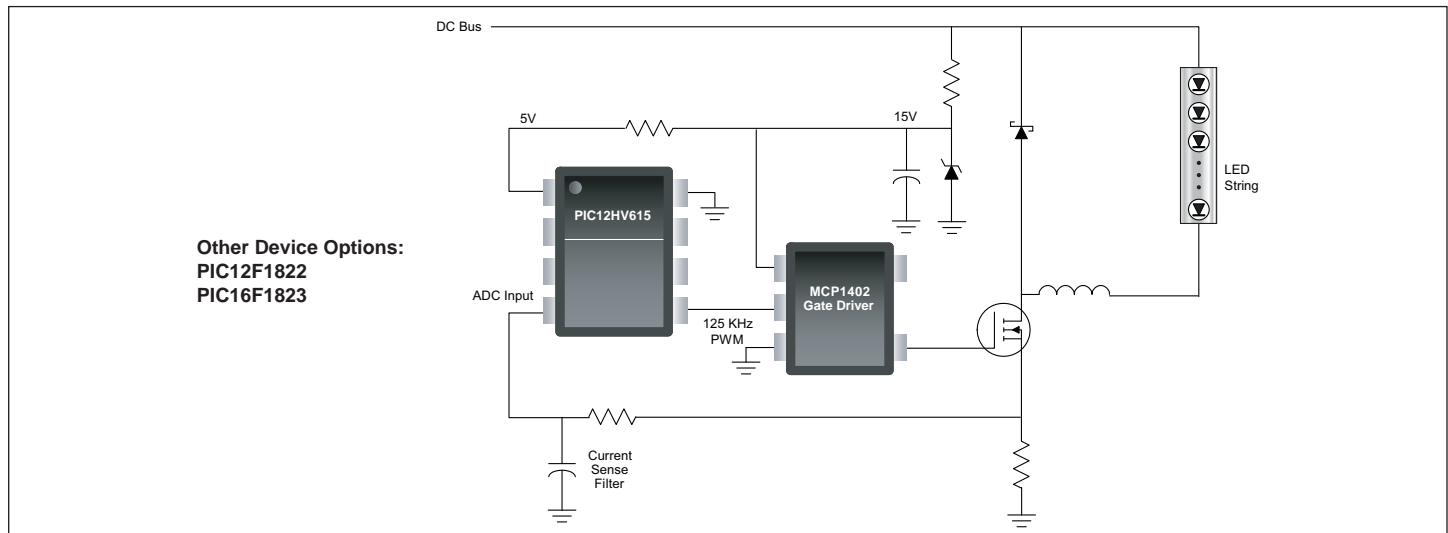 DC Bus
5V
15V
PIC12HV615
LED
String
Other Device Options:
PIC12F1822
PIC16F1823
MCP1402
Gate Driver
ADC Input
125 KHz
PWM
Current
Sense
Filter